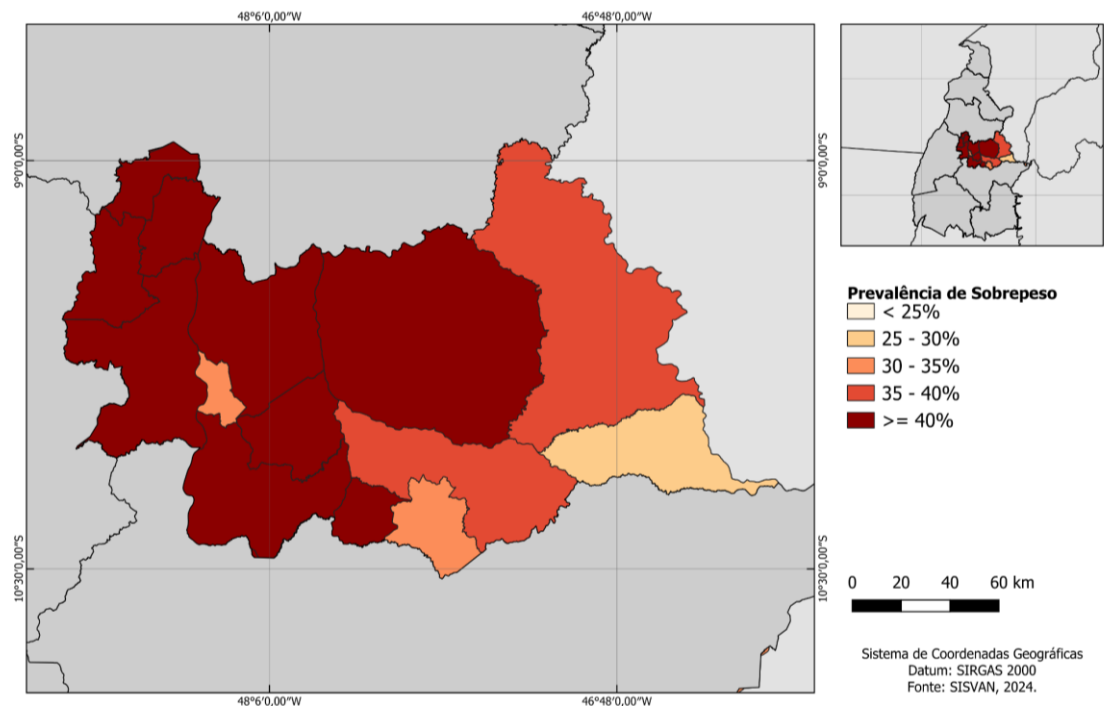 48°6'0,00"W
46°48'0,00"W
9°0'0,00"S
9°0'0,00"S
10°30'0,00"S
10°30'0,00"S
48°6'0,00"W
46°48'0,00"W
Prevalência de Sobrepeso
< 25%
25 - 30%
30 - 35%
35 - 40%
>= 40%
0 20 40 60 km
Sistema de Coordenadas Geográficas
Datum: SIRGAS 2000
Fonte: SISVAN, 2024.